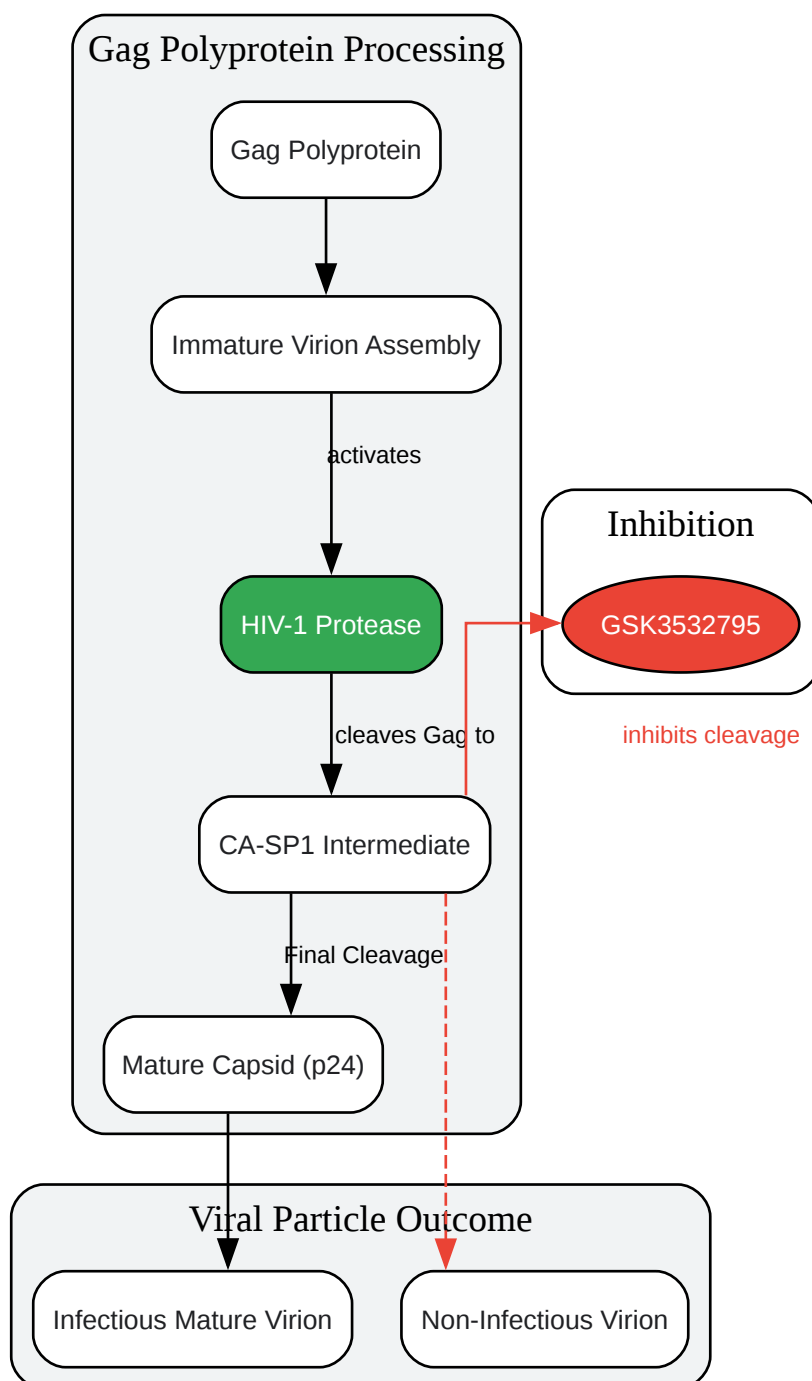 Gag Polyprotein Processing
Gag Polyprotein
Immature Virion Assembly
activates
Inhibition
HIV-1 Protease
GSK3532795
cleaves Gag to
inhibits cleavage
CA-SP1 Intermediate
Final Cleavage
Mature Capsid (p24)
Viral Particle Outcome
Infectious Mature Virion
Non-Infectious Virion